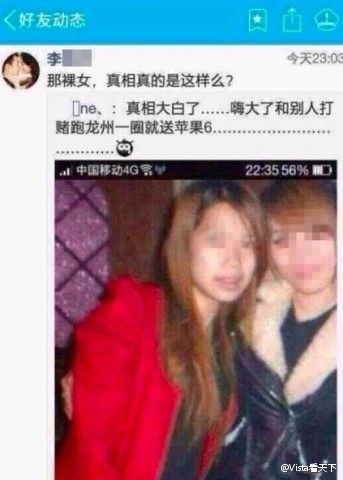 好友动态
李
今天23:03
那裸女，真相真的是这样么？
ne、：真相大白了……嗨大了和别人打
赌跑龙州一圈就送苹果6……………………
…………
中国移动4G 22:35 56%
@Vista看天下